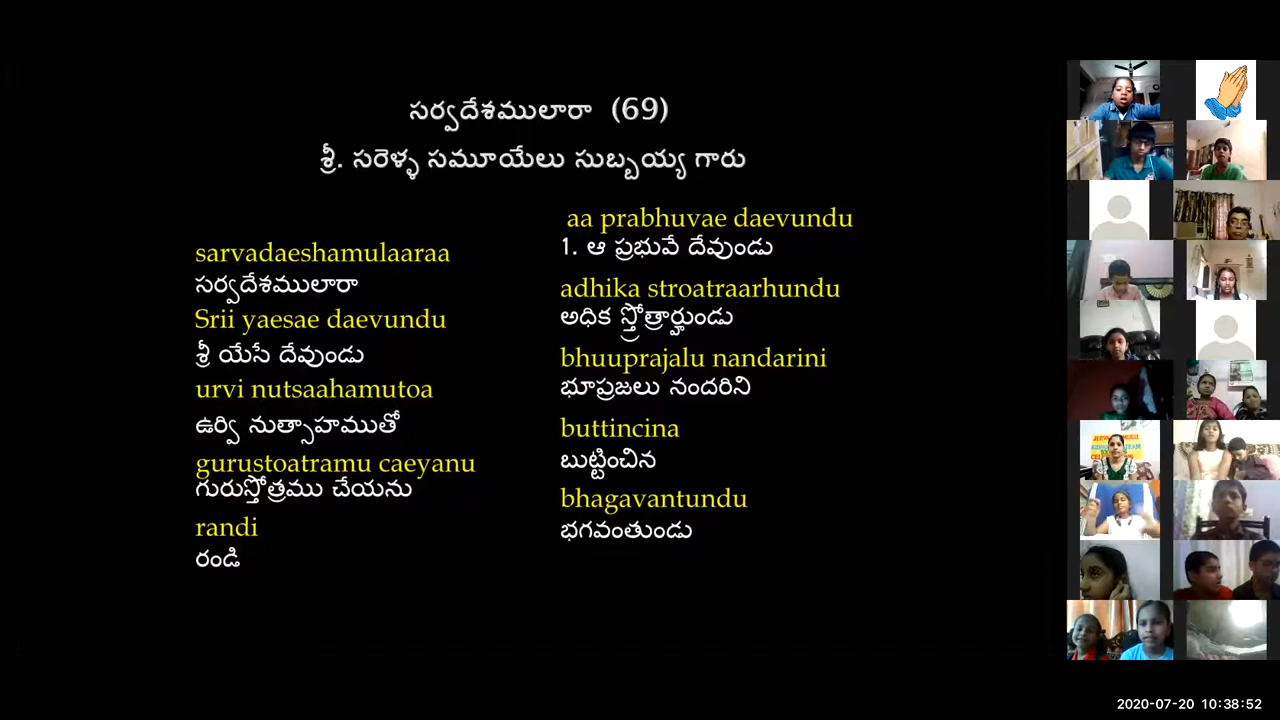 సర్వదేశములారా (69)
శ్రీ. సరెళ్ళ సమూయేలు సుబ్బయ్య గారు
sarvadaeshamulaaraa
సర్వదేశములారా
Srii yaesae daevundu
శ్రీ యేసే దేవుండు
urvi nutsaahamutoa
ఉర్వి నుత్సాహముతో
gurustoatramu caeyanu
గురుస్తోత్రము చేయను
randi
రండి
aa prabhuvae daevundu
1. ఆ ప్రభువే దేవుండు
adhika stroatraarhundu
అధిక స్త్రోత్రార్హుండు
bhuuprajalu nandarini
భూప్రజలు నందరిని
buttincina
బుట్టించిన
bhagavantundu
భగవంతుండు
2020-07-20 10:38:52